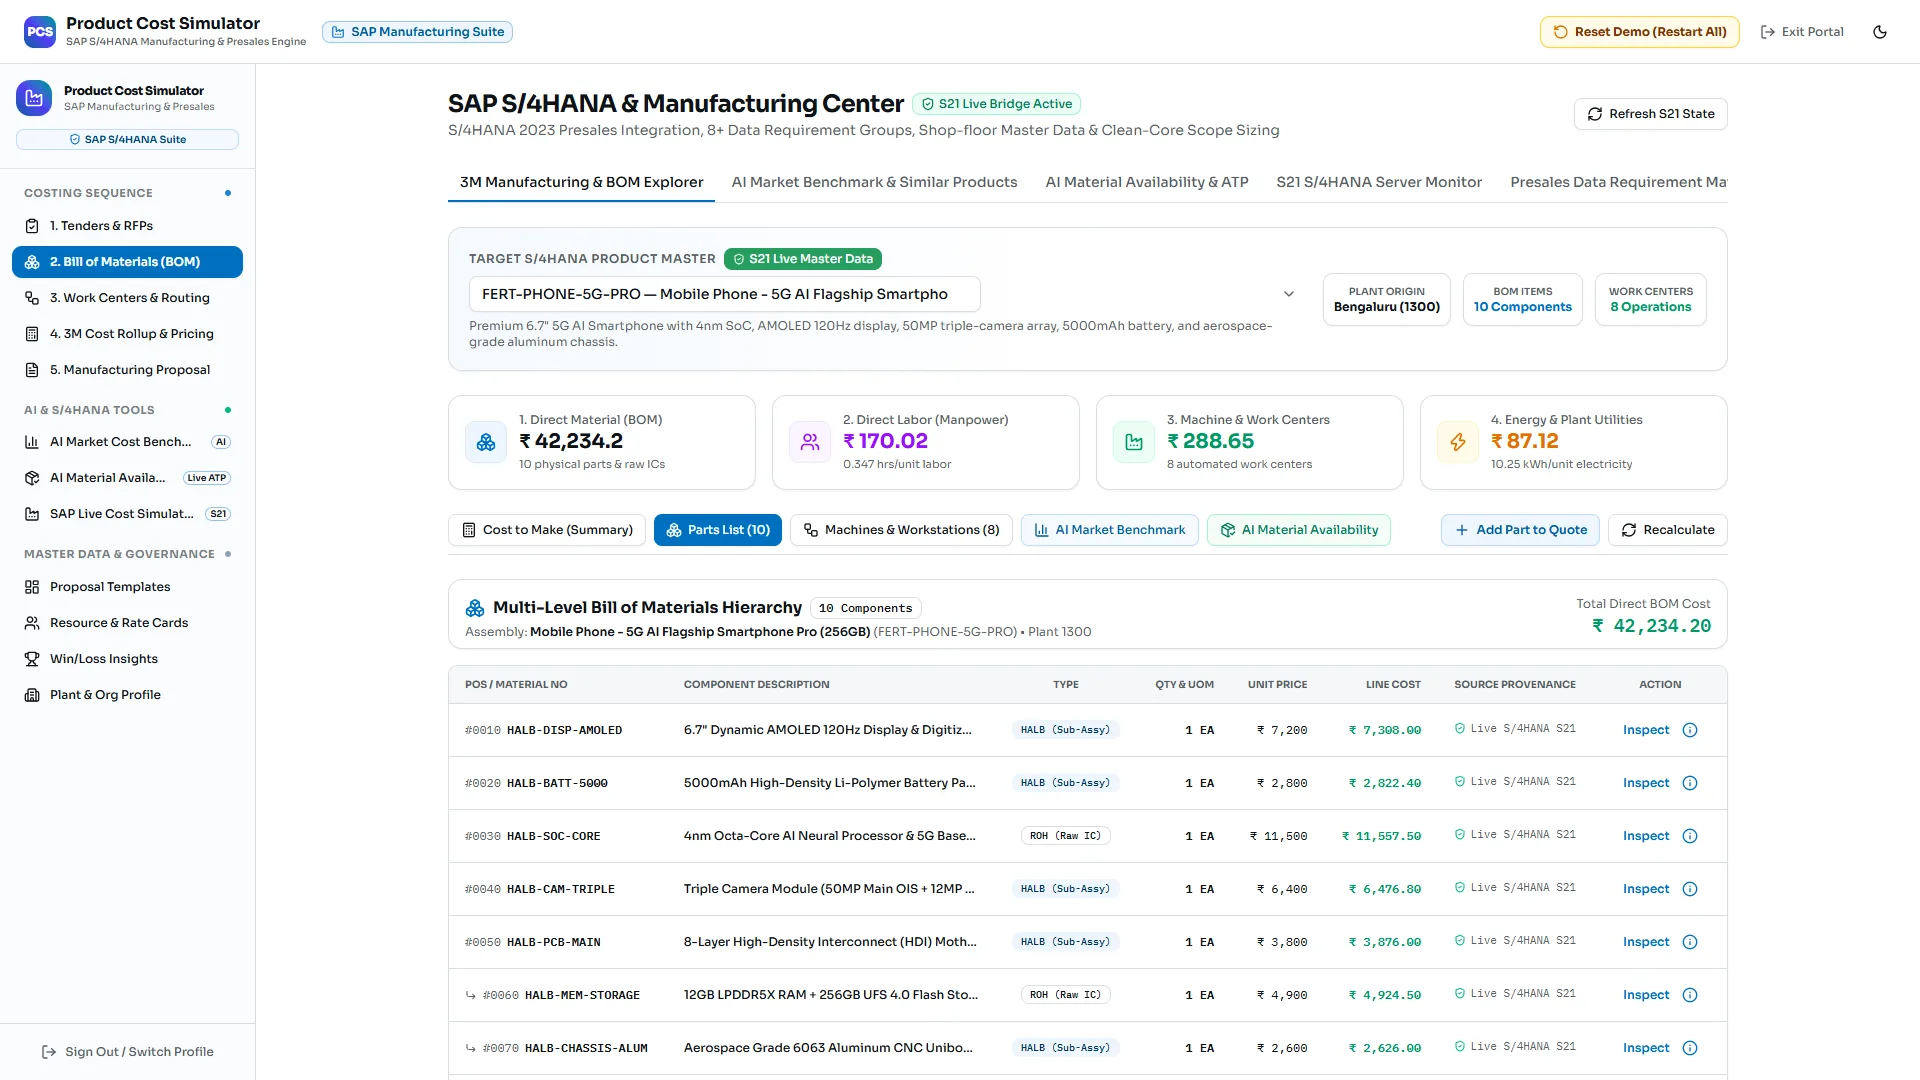 PCS
Product Cost Simulator
SAP S/4HANA Manufacturing & Presales Engine
SAP Manufacturing Suite
Reset Demo (Restart All)
Exit Portal
Product Cost Simulator
SAP Manufacturing & Presales
SAP S/4HANA Suite
COSTING SEQUENCE
1. Tenders & RFPs
2. Bill of Materials (BOM)
3. Work Centers & Routing
4. 3M Cost Rollup & Pricing
5. Manufacturing Proposal
AI & S/4HANA TOOLS
AI Market Cost Bench... AI
AI Material Availa... Live ATP
SAP Live Cost Simulat... S21
MASTER DATA & GOVERNANCE
Proposal Templates
Resource & Rate Cards
Win/Loss Insights
Plant & Org Profile
Sign Out / Switch Profile
SAP S/4HANA & Manufacturing Center S21 Live Bridge Active
S/4HANA 2023 Presales Integration, 8+ Data Requirement Groups, Shop-floor Master Data & Clean-Core Scope Sizing
Refresh S21 State
3M Manufacturing & BOM Explorer AI Market Benchmark & Similar Products AI Material Availability & ATP S21 S/4HANA Server Monitor Presales Data Requirement Ma
TARGET S/4HANA PRODUCT MASTER S21 Live Master Data
FERT-PHONE-5G-PRO — Mobile Phone - 5G AI Flagship Smartpho
Premium 6.7" 5G AI Smartphone with 4nm SoC, AMOLED 120Hz display, 50MP triple-camera array, 5000mAh battery, and aerospace-
grade aluminum chassis.
PLANT ORIGIN
Bengaluru (1300)
BOM ITEMS
10 Components
WORK CENTERS
8 Operations
1. Direct Material (BOM)
₹ 42,234.2
10 physical parts & raw ICs
2. Direct Labor (Manpower)
₹ 170.02
0.347 hrs/unit labor
3. Machine & Work Centers
₹ 288.65
8 automated work centers
4. Energy & Plant Utilities
₹ 87.12
10.25 kWh/unit electricity
Cost to Make (Summary) Parts List (10) Machines & Workstations (8) AI Market Benchmark AI Material Availability + Add Part to Quote Recalculate
Multi-Level Bill of Materials Hierarchy 10 Components
Assembly: Mobile Phone - 5G AI Flagship Smartphone Pro (256GB) (FERT-PHONE-5G-PRO) • Plant 1300
Total Direct BOM Cost
₹ 42,234.20
POS / MATERIAL NO COMPONENT DESCRIPTION TYPE QTY & UOM UNIT PRICE LINE COST SOURCE PROVENANCE ACTION
#0010 HALB-DISP-AMOLED 6.7" Dynamic AMOLED 120Hz Display & Digitiz... HALB (Sub-Assy) 1 EA ₹ 7,200 ₹ 7,308.00 Live S/4HANA S21 Inspect
#0020 HALB-BATT-5000 5000mAh High-Density Li-Polymer Battery Pa... HALB (Sub-Assy) 1 EA ₹ 2,800 ₹ 2,822.40 Live S/4HANA S21 Inspect
#0030 HALB-SOC-CORE 4nm Octa-Core AI Neural Processor & 5G Base... ROH (Raw IC) 1 EA ₹ 11,500 ₹ 11,557.50 Live S/4HANA S21 Inspect
#0040 HALB-CAM-TRIPLE Triple Camera Module (50MP Main OIS + 12MP ... HALB (Sub-Assy) 1 EA ₹ 6,400 ₹ 6,476.80 Live S/4HANA S21 Inspect
#0050 HALB-PCB-MAIN 8-Layer High-Density Interconnect (HDI) Moth... HALB (Sub-Assy) 1 EA ₹ 3,800 ₹ 3,876.00 Live S/4HANA S21 Inspect
↳ #0060 HALB-MEM-STORAGE 12GB LPDDR5X RAM + 256GB UFS 4.0 Flash Sto... ROH (Raw IC) 1 EA ₹ 4,900 ₹ 4,924.50 Live S/4HANA S21 Inspect
↳ #0070 HALB-CHASSIS-ALUM Aerospace Grade 6063 Aluminum CNC Unibo... HALB (Sub-Assy) 1 EA ₹ 2,600 ₹ 2,626.00 Live S/4HANA S21 Inspect